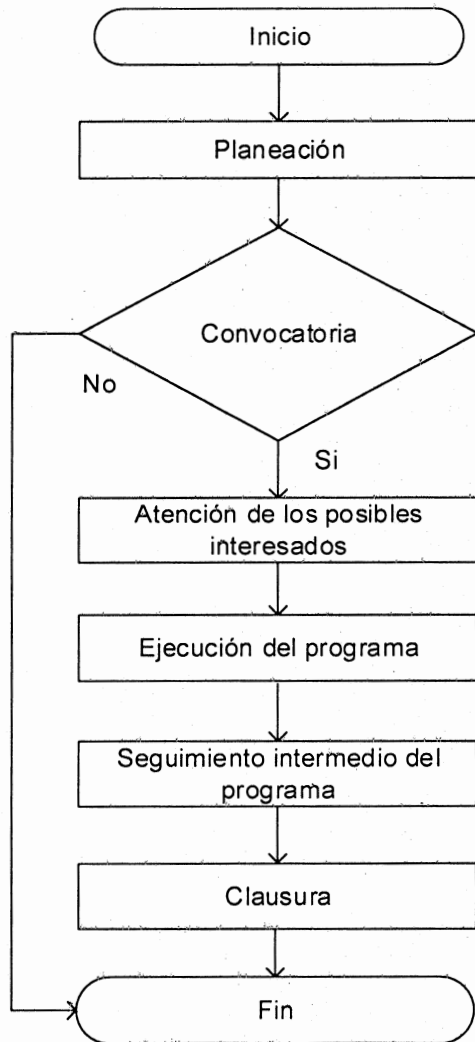 Inicio
Planeación
Convocatoria
No
Si
Atención de los posibles
interesados
Ejecución del programa
Seguimiento intermedio del
programa
Clausura
Fin